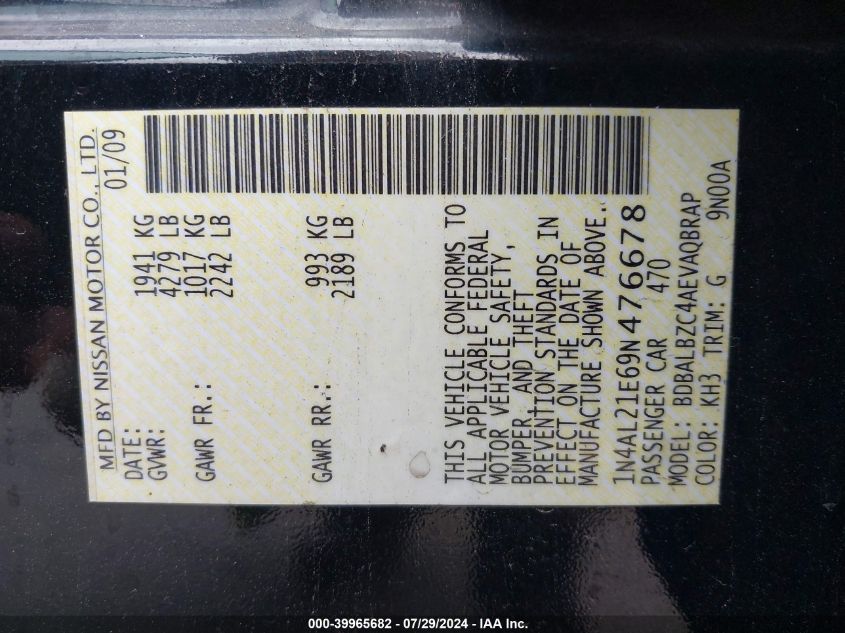 MFD BY NISSAN MOTOR CO., LTD.
DATE: 01/09
GVWR: 1941 KG
4279 LB
GAWR FR.: 1017 KG
2242 LB
GAWR RR.: 993 KG
2189 LB
THIS VEHICLE CONFORMS TO
ALL APPLICABLE FEDERAL
MOTOR VEHICLE SAFETY,
BUMPER, AND THEFT
PREVENTION STANDARDS IN
EFFECT ON THE DATE OF
MANUFACTURE SHOWN ABOVE.
1N4AL21E69N476678
PASSENGER CAR 470
MODEL: BDBALBZC4AEVAQBRAP
COLOR: KH3 TRIM: G 9N00A
000-39965682 - 07/29/2024 - IAA Inc.